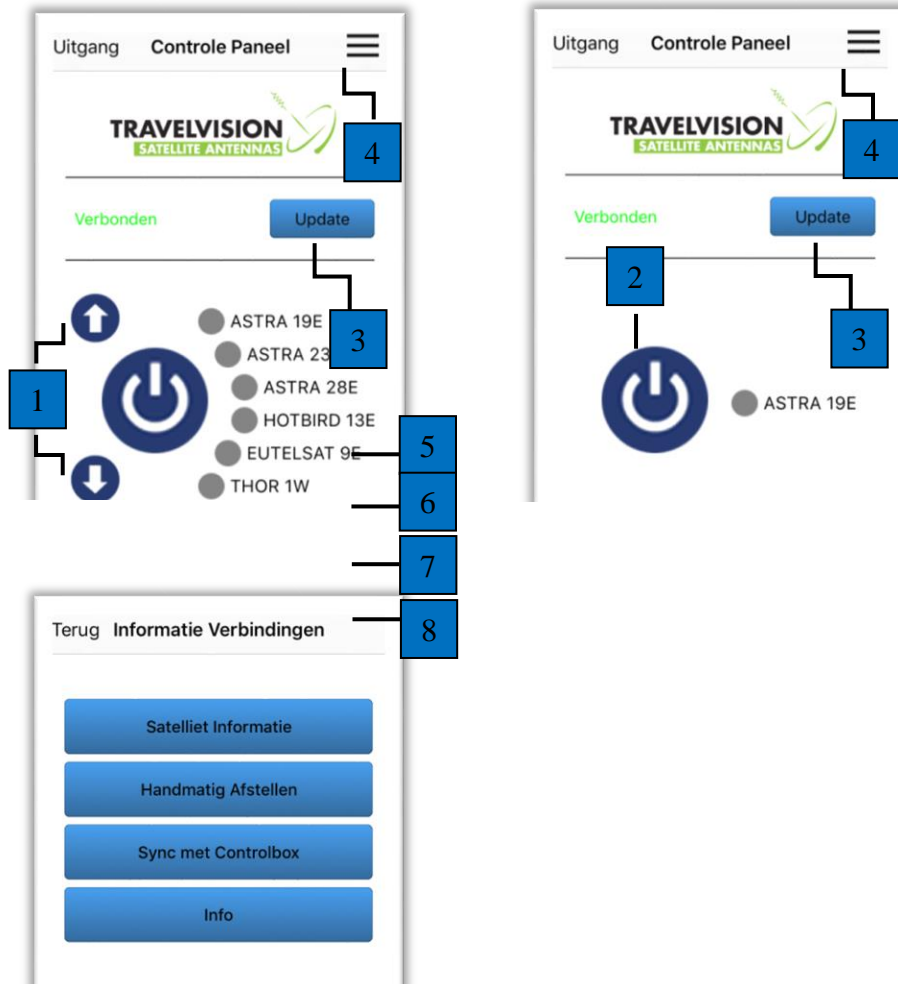 Uitgang Controle Paneel
TRAVELVISION
SATELLITE ANTENNAS
4
Verbonden
Update
ASTRA 19E
3
ASTRA 23
1
ASTRA 28E
HOTBIRD 13E
EUTELSAT 9E
5
THOR 1W
6
7
8
Uitgang Controle Paneel
TRAVELVISION
SATELLITE ANTENNAS
4
Verbonden
Update
2
3
ASTRA 19E
Terug Informatie Verbindingen
Satelliet Informatie
Handmatig Afstellen
Sync met Controlbox
Info